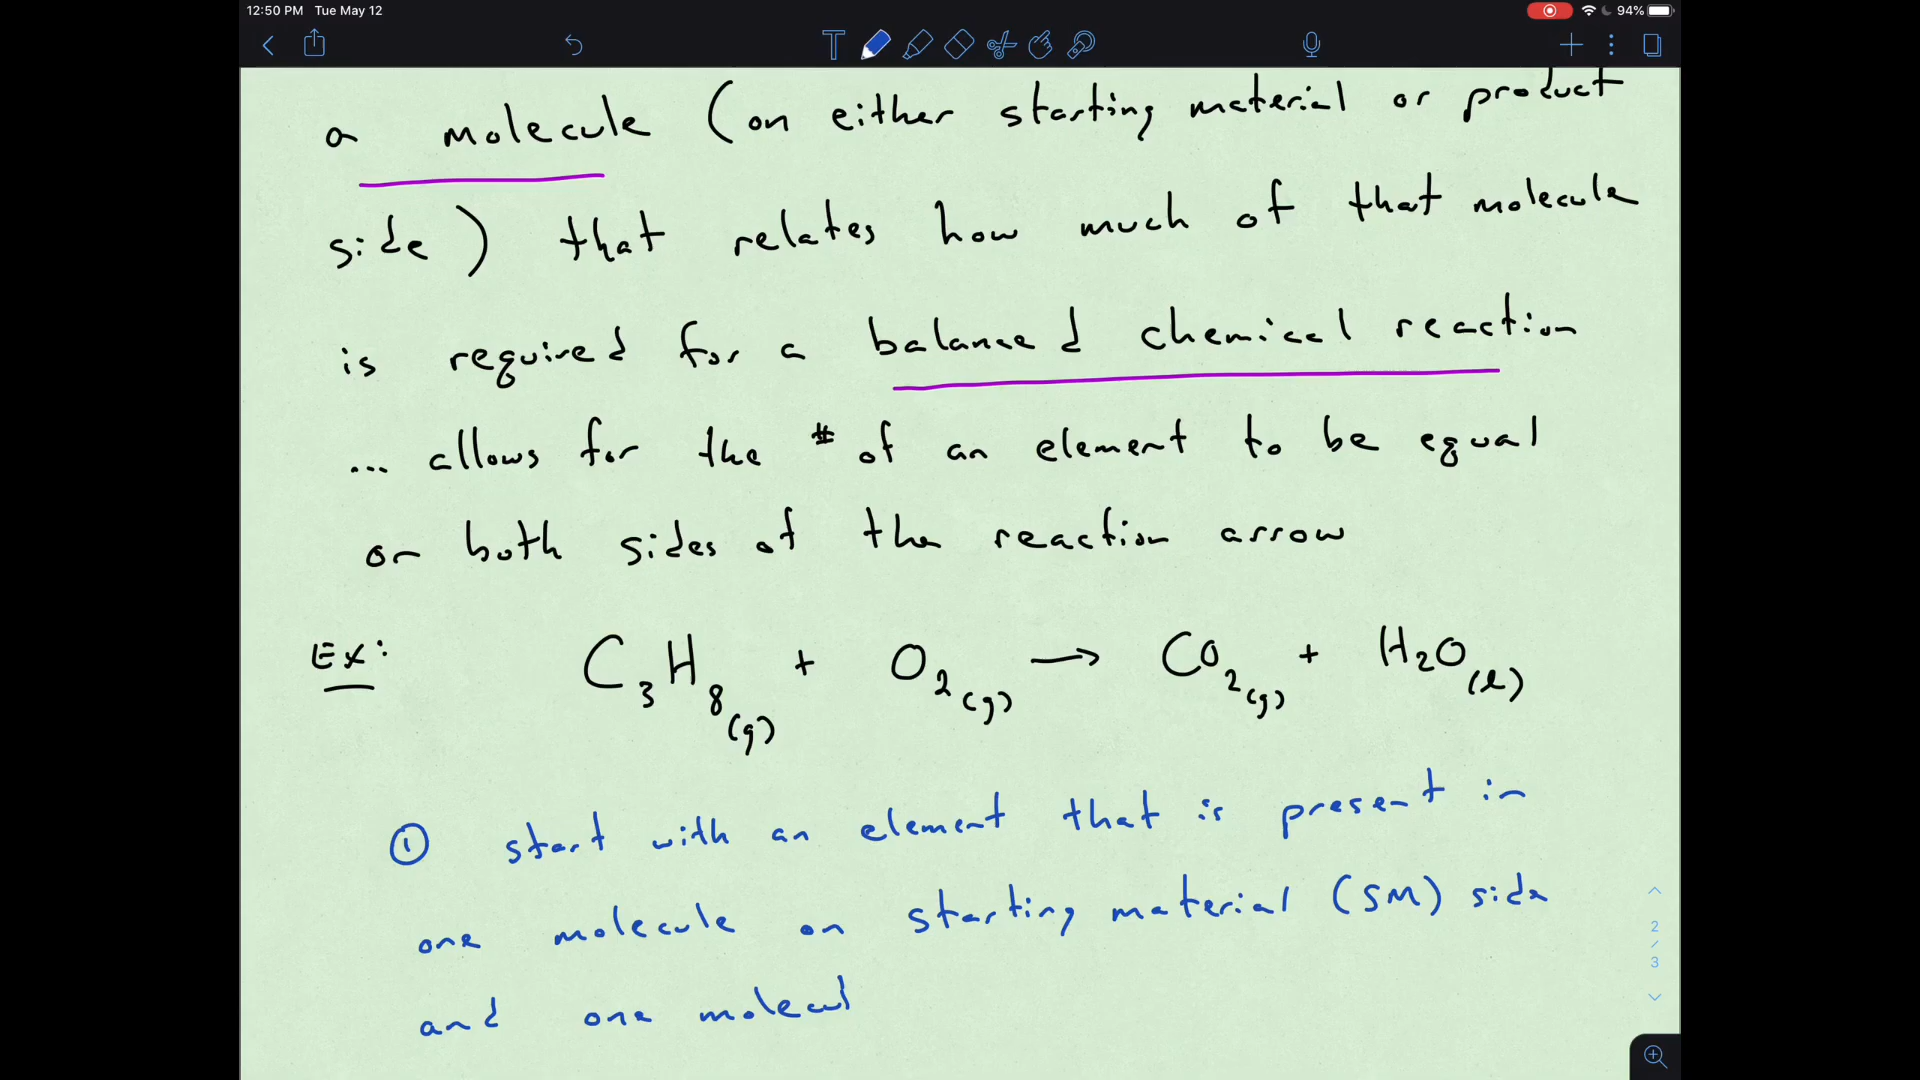 12:50 PM Tue May 12 94%
T
a molecule (on either starting material or product
side) that relates how much of that molecule
is required for a balanced chemical reaction
... allows for the # of an element to be equal
on both sides of the reaction arrow
Ex: C₃H₈(g) + O₂(g) → CO₂(g) + H₂O(l)
① start with an element that is present in
one molecule on starting material (SM) side
and one molecul
2
/
3